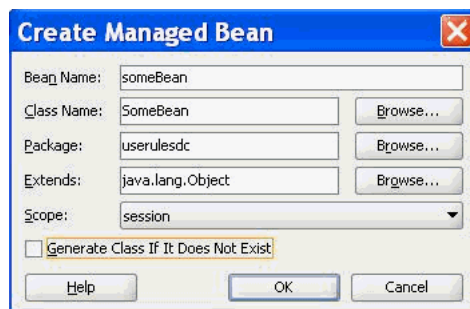 Create Managed Bean
Bean Name: someBean
Class Name: SomeBean Browse...
Package: userulesdc Browse...
Extends: java.lang.Object Browse...
Scope: session
Generate Class If It Does Not Exist
Help OK Cancel